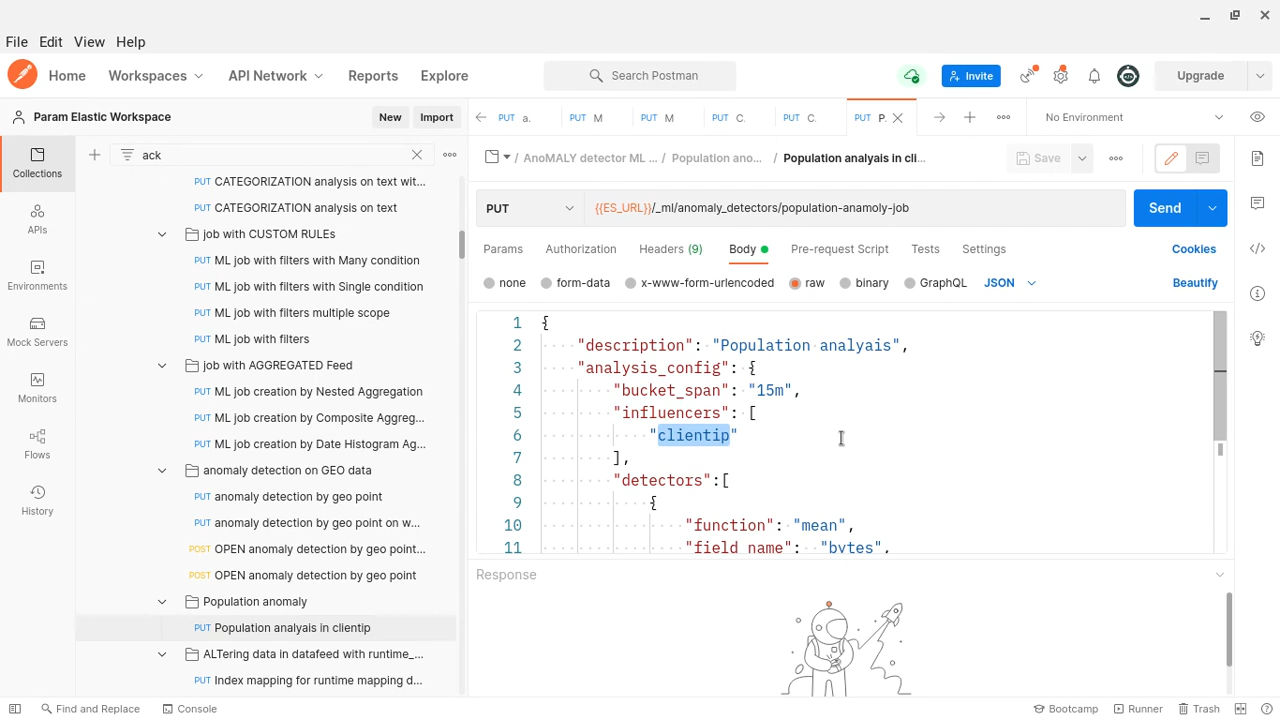 File Edit View Help
Home Workspaces API Network Reports Explore Search Postman Invite Upgrade
Param Elastic Workspace New Import PUT a. PUT M PUT M PUT C. PUT C. PUT P. No Environment
ack
AnoMALY detector ML ... / Population ano... / Population analyais in cli... Save
Collections
APIs
Environments
Mock Servers
Monitors
Flows
History
PUT CATEGORIZATION analysis on text wit...
PUT CATEGORIZATION analysis on text
job with CUSTOM RULEs
PUT ML job with filters with Many condition
PUT ML job with filters with Single condition
PUT ML job with filters multiple scope
PUT ML job with filters
job with AGGREGATED Feed
PUT ML job creation by Nested Aggregation
PUT ML job creation by Composite Aggreg...
PUT ML job creation by Date Histogram Ag...
anomaly detection on GEO data
PUT anomaly detection by geo point
PUT anomaly detection by geo point on w...
POST OPEN anomaly detection by geo point...
POST OPEN anomaly detection by geo point
Population anomaly
PUT Population analyais in clientip
ALTering data in datafeed with runtime_...
PUT Index mapping for runtime mapping d...
PUT {{ES_URL}}/_ml/anomaly_detectors/population-anamoly-job Send
Params Authorization Headers (9) Body Pre-request Script Tests Settings Cookies
none form-data x-www-form-urlencoded raw binary GraphQL JSON Beautify
1 {
2 "description": "Population analyais",
3 "analysis_config": {
4 "bucket_span": "15m",
5 "influencers": [
6 "clientip"
7 ],
8 "detectors":[
9 {
10 "function": "mean",
11 "field_name": "bytes",
Response
Find and Replace Console Bootcamp Runner Trash